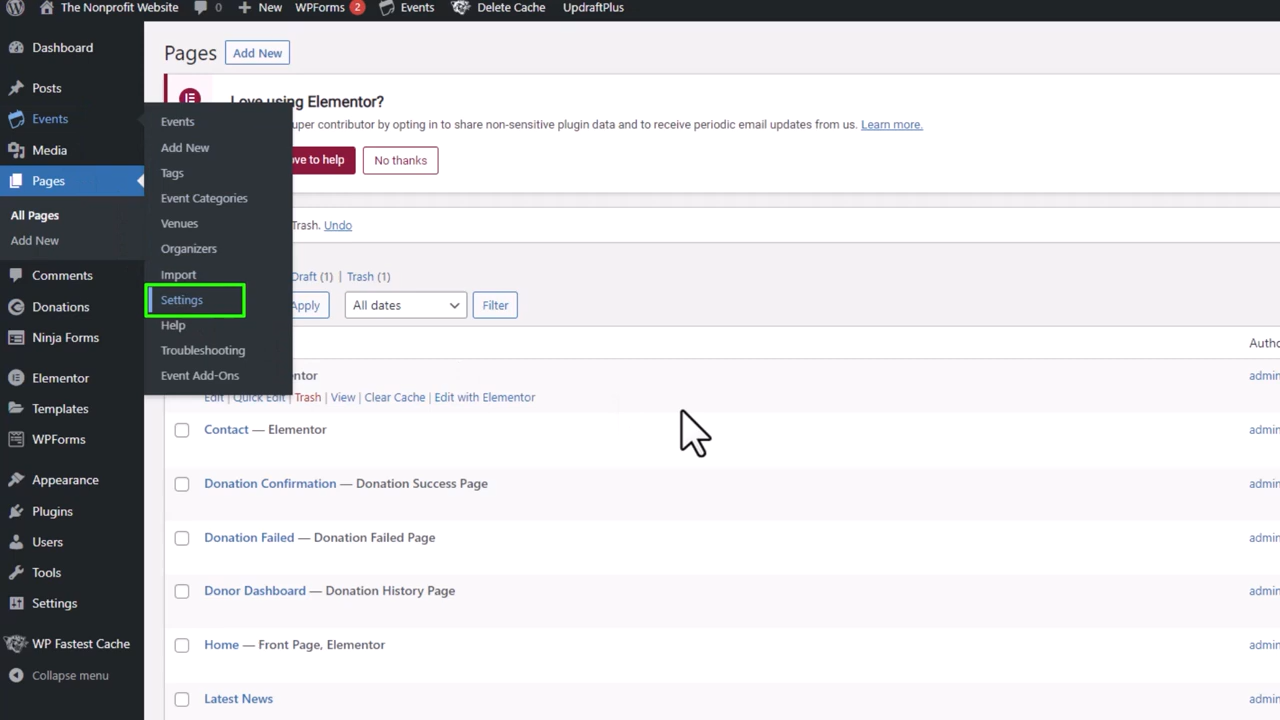 The Nonprofit Website 0 New WPForms 2 Events Delete Cache UpdraftPlus
Dashboard
Posts
Events
Media
Pages
All Pages
Add New
Comments
Donations
Ninja Forms
Elementor
Templates
WPForms
Appearance
Plugins
Users
Tools
Settings
WP Fastest Cache
Collapse menu
Events
Add New
Tags
Event Categories
Venues
Organizers
Import
Settings
Help
Troubleshooting
Event Add-Ons
Pages Add New
Love using Elementor?
uper contributor by opting in to share non-sensitive plugin data and to receive periodic email updates from us. Learn more.
ve to help No thanks
Trash. Undo
Draft (1) | Trash (1)
Apply All dates Filter
Autho
ntor admin
Edit | Quick Edit | Trash | View | Clear Cache | Edit with Elementor
Contact — Elementor admin
Donation Confirmation — Donation Success Page admin
Donation Failed — Donation Failed Page admin
Donor Dashboard — Donation History Page admin
Home — Front Page, Elementor admin
Latest News admin